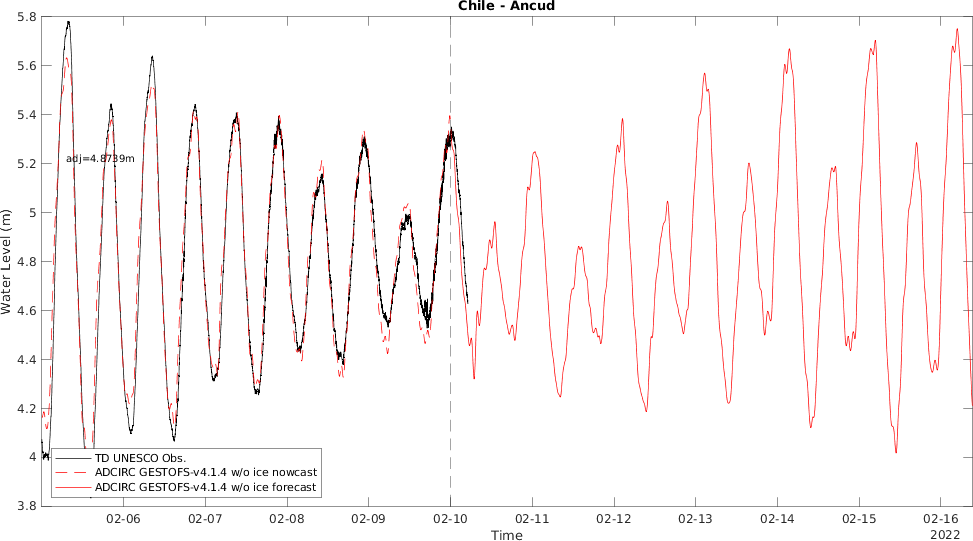 Chile - Ancud
5.8
5.6
5.4
5.2
5
4.8
4.6
4.4
4.2
4
3.8
Water Level (m)
adj=4.8739m
TD UNESCO Obs.
ADCIRC GESTOFS-v4.1.4 w/o ice nowcast
ADCIRC GESTOFS-v4.1.4 w/o ice forecast
02-06 02-07 02-08 02-09 02-10 02-11 02-12 02-13 02-14 02-15 02-16
Time
2022